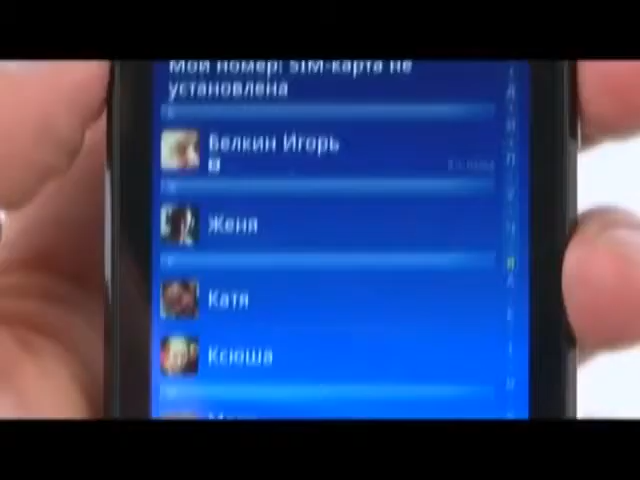 Мой номер: SIM-карта не
установлена
Белкин Игорь
Женя
Катя
Ксюша